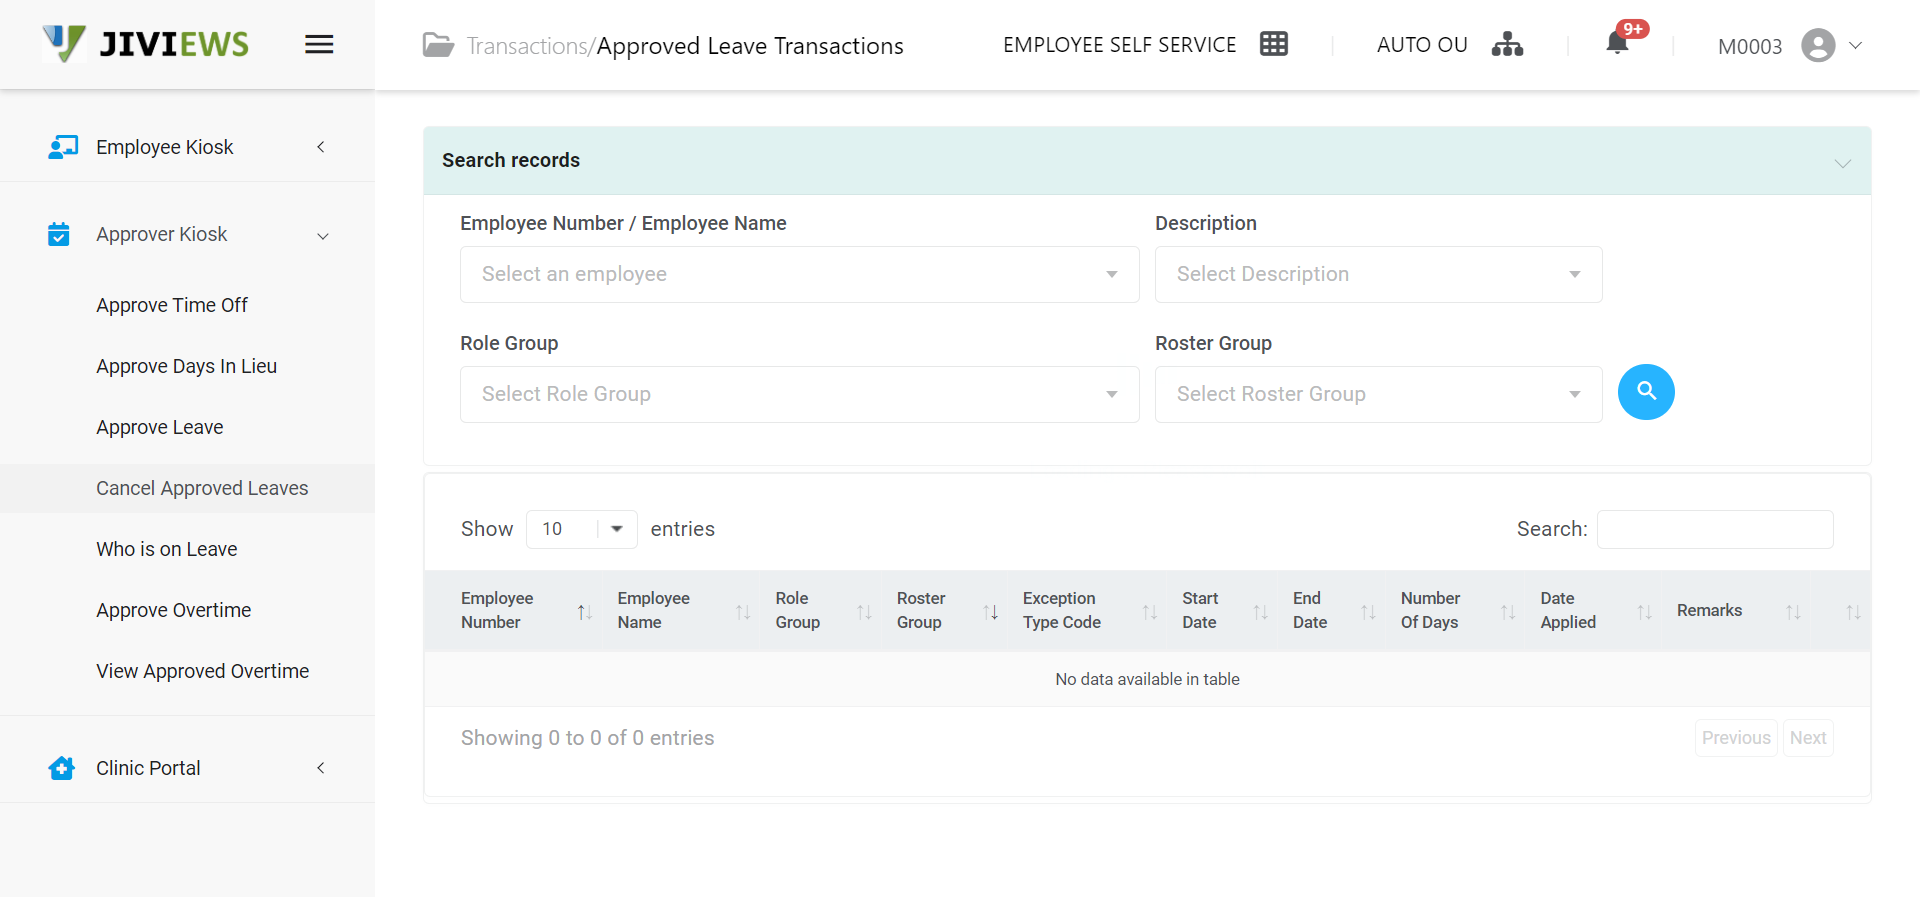 JIVIEWS
Transactions/Approved Leave Transactions
EMPLOYEE SELF SERVICE
AUTO OU
9+
M0003
Employee Kiosk
Approver Kiosk
Approve Time Off
Approve Days In Lieu
Approve Leave
Cancel Approved Leaves
Who is on Leave
Approve Overtime
View Approved Overtime
Clinic Portal
Search records
Employee Number / Employee Name
Description
Select an employee
Select Description
Role Group
Roster Group
Select Role Group
Select Roster Group
Show 10 entries
Search:
Employee Number
Employee Name
Role Group
Roster Group
Exception Type Code
Start Date
End Date
Number Of Days
Date Applied
Remarks
No data available in table
Showing 0 to 0 of 0 entries
Previous
Next